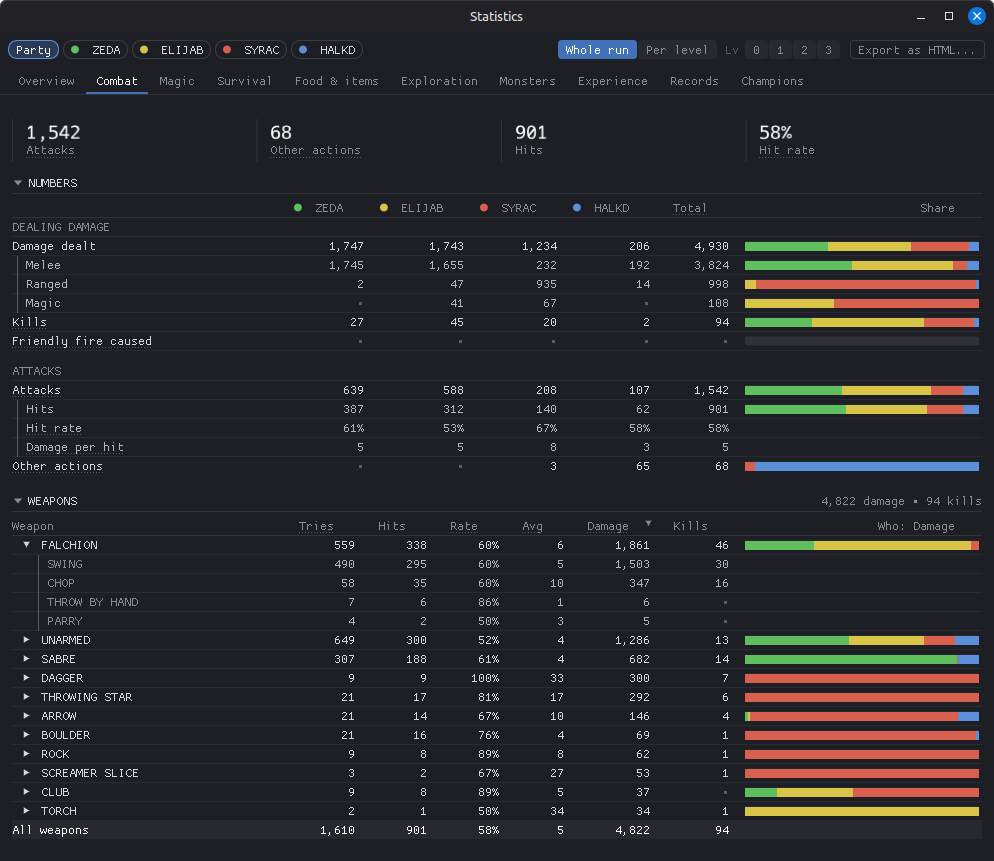 Statistics
Party ZEDA ELIJAB SYRAC HALKD Whole run Per level Lv 0 1 2 3 Export as HTML...
Overview Combat Magic Survival Food & items Exploration Monsters Experience Records Champions
1,542 68 901 58%
Attacks Other actions Hits Hit rate
NUMBERS
ZEDA ELIJAB SYRAC HALKD Total Share
DEALING DAMAGE
Damage dealt 1,747 1,743 1,234 206 4,930
Melee 1,745 1,655 232 192 3,824
Ranged 2 47 935 14 998
Magic · 41 67 · 108
Kills 27 45 20 2 94
Friendly fire caused · · · · ·
ATTACKS
Attacks 639 588 208 107 1,542
Hits 387 312 140 62 901
Hit rate 61% 53% 67% 58% 58%
Damage per hit 5 5 8 3 5
Other actions · · 3 65 68
WEAPONS 4,822 damage • 94 kills
Weapon Tries Hits Rate Avg Damage ▼ Kills Who: Damage
FALCHION 559 338 60% 6 1,861 46
SWING 490 295 60% 5 1,503 30
CHOP 58 35 60% 10 347 16
THROW BY HAND 7 6 86% 1 6 ·
PARRY 4 2 50% 3 5 ·
UNARMED 649 300 52% 4 1,286 13
SABRE 307 188 61% 4 682 14
DAGGER 9 9 100% 33 300 7
THROWING STAR 21 17 81% 17 292 6
ARROW 21 14 67% 10 146 4
BOULDER 21 16 76% 4 69 1
ROCK 9 8 89% 8 62 1
SCREAMER SLICE 3 2 67% 27 53 1
CLUB 9 8 89% 5 37 ·
TORCH 2 1 50% 34 34 1
All weapons 1,610 901 58% 5 4,822 94